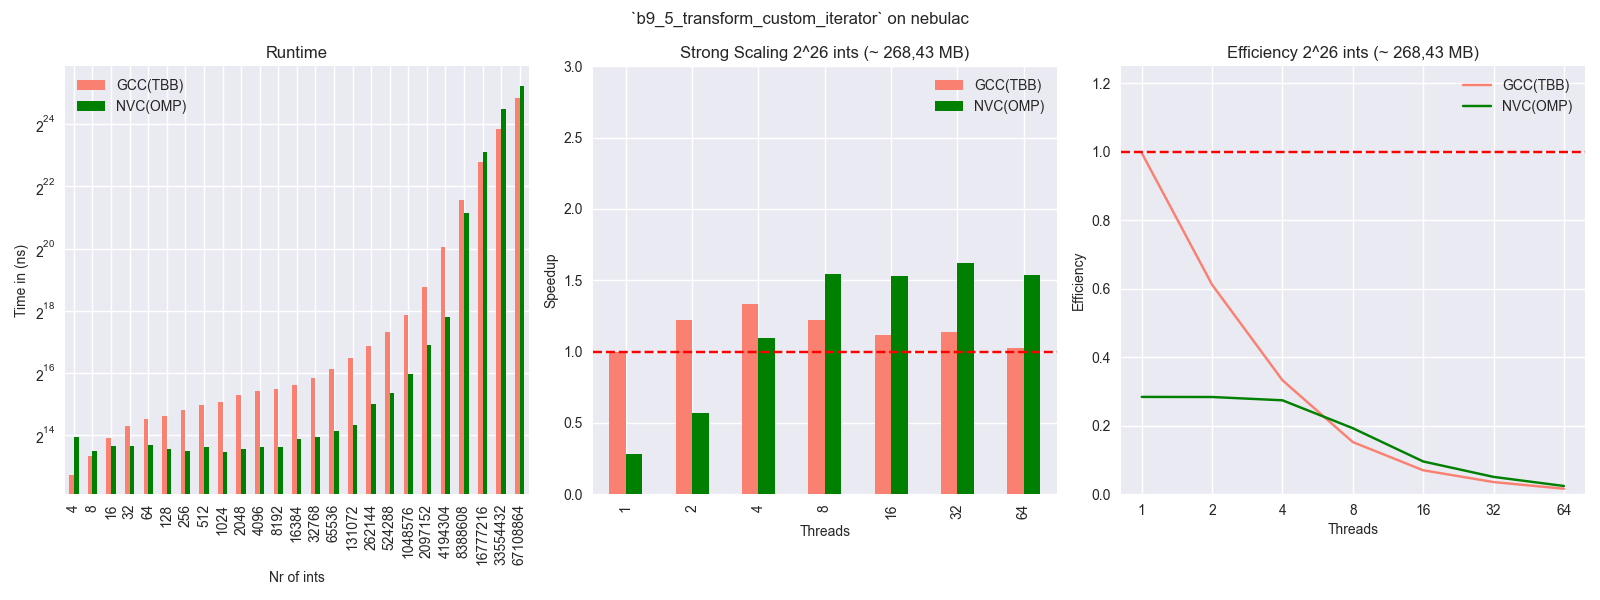 `b9_5_transform_custom_iterator` on nebulac
Runtime
GCC(TBB)
NVC(OMP)
Time in (ns)
2^24
2^22
2^20
2^18
2^16
2^14
4 8 16 32 64 128 256 512 1024 2048 4096 8192 16384 32768 65536 131072 262144 524288 1048576 2097152 4194304 8388608 16777216 33554432 67108864
Nr of ints
Strong Scaling 2^26 ints (~ 268,43 MB)
GCC(TBB)
NVC(OMP)
Speedup
3.0
2.5
2.0
1.5
1.0
0.5
0.0
1 2 4 8 16 32 64
Threads
Efficiency 2^26 ints (~ 268,43 MB)
GCC(TBB)
NVC(OMP)
Efficiency
1.2
1.0
0.8
0.6
0.4
0.2
0.0
1 2 4 8 16 32 64
Threads